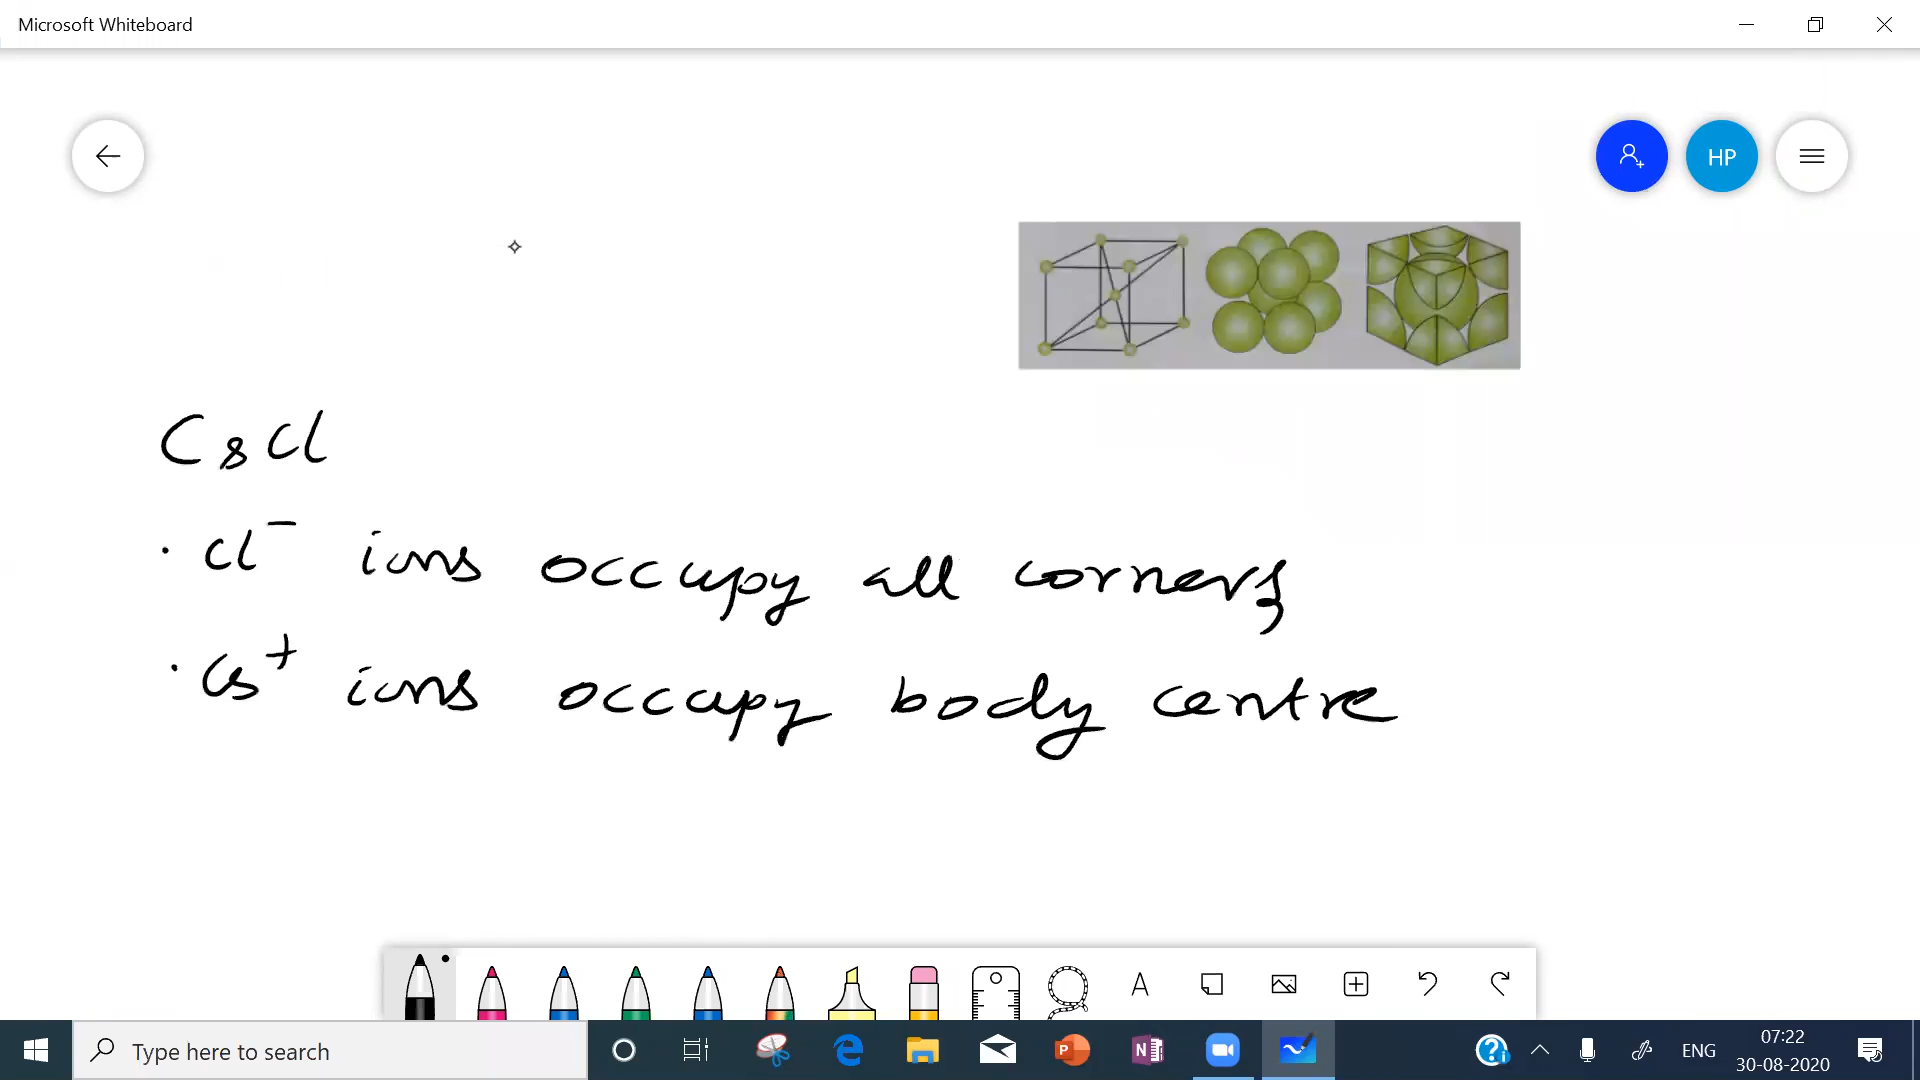 Microsoft Whiteboard
HP
CsCl
· Cl⁻ ions occupy all corners
· Cs⁺ ions occupy body centre
A
Type here to search
ENG
07:22
30-08-2020